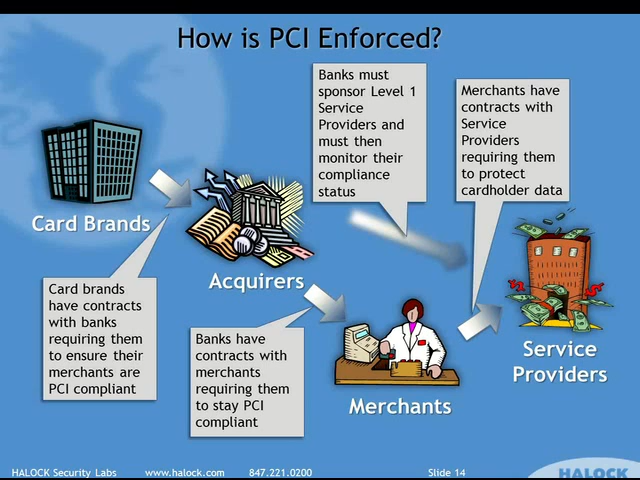 How is PCI Enforced?
Banks must
sponsor Level 1
Service
Providers and
must then
monitor their
compliance
status
Merchants have
contracts with
Service
Providers
requiring them
to protect
cardholder data
Card Brands
Acquirers
Card brands
have contracts
with banks
requiring them
to ensure their
merchants are
PCI compliant
Banks have
contracts with
merchants
requiring them
to stay PCI
compliant
Merchants
Service
Providers
HALOCK Security Labs www.halock.com 847.221.0200 Slide 14
HALOCK